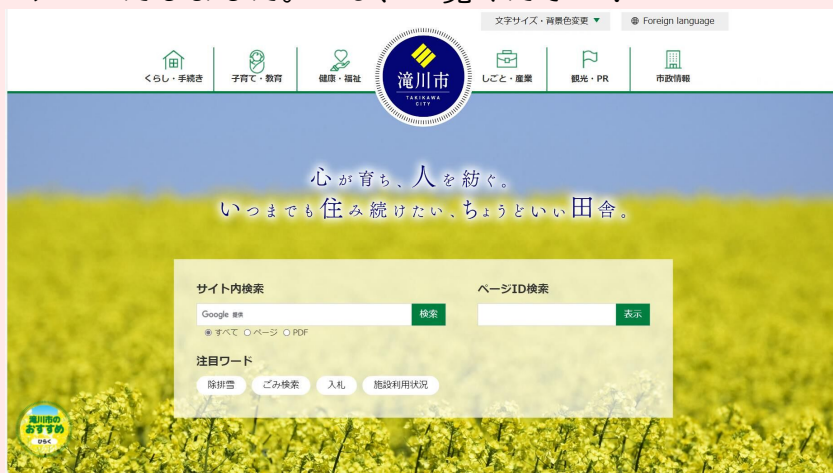 文字サイズ・背景色変更 ▼
Foreign language
くらし・手続き
子育て・教育
健康・福祉
滝川市
TAKIKAWA
CITY
しごと・産業
観光・PR
市政情報
心が育ち、人を紡ぐ。
いつまでも住み続けたい、ちょうどいい田舎。
サイト内検索
Google 提供
検索
すべて ページ PDF
ページID検索
表示
注目ワード
除排雪 ごみ検索 入札 施設利用状況
滝川市の
おすすめ
ひらく